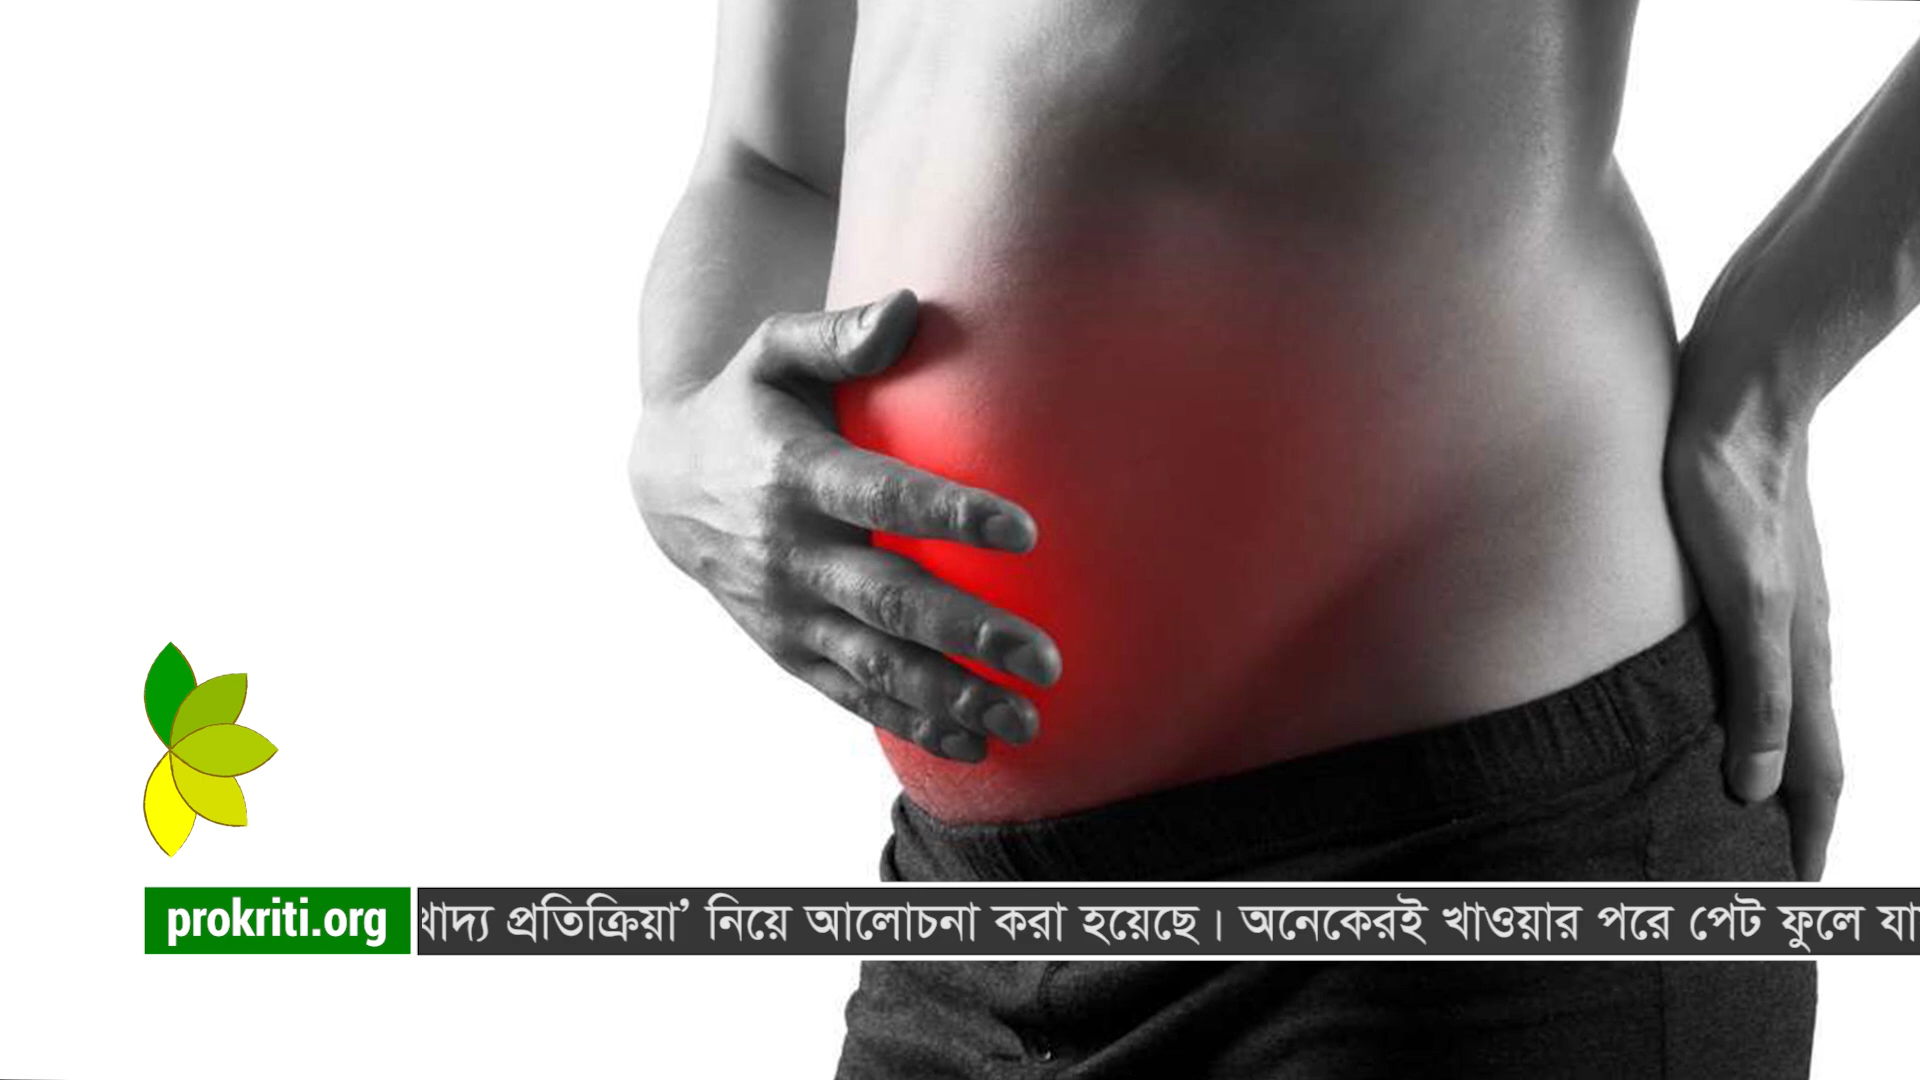 prokriti.org
খাদ্য প্রতিক্রিয়া’ নিয়ে আলোচনা করা হয়েছে। অনেকেরই খাওয়ার পরে পেট ফুলে যা